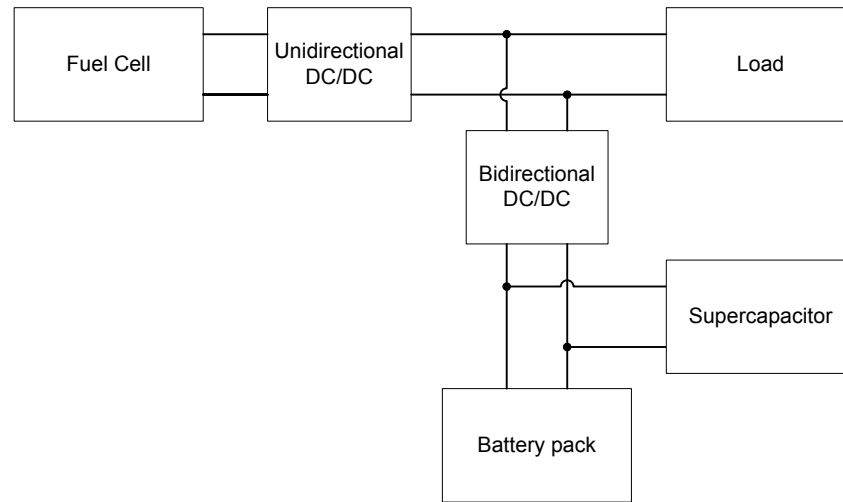 Fuel Cell
Unidirectional
DC/DC
Load
Bidirectional
DC/DC
Supercapacitor
Battery pack